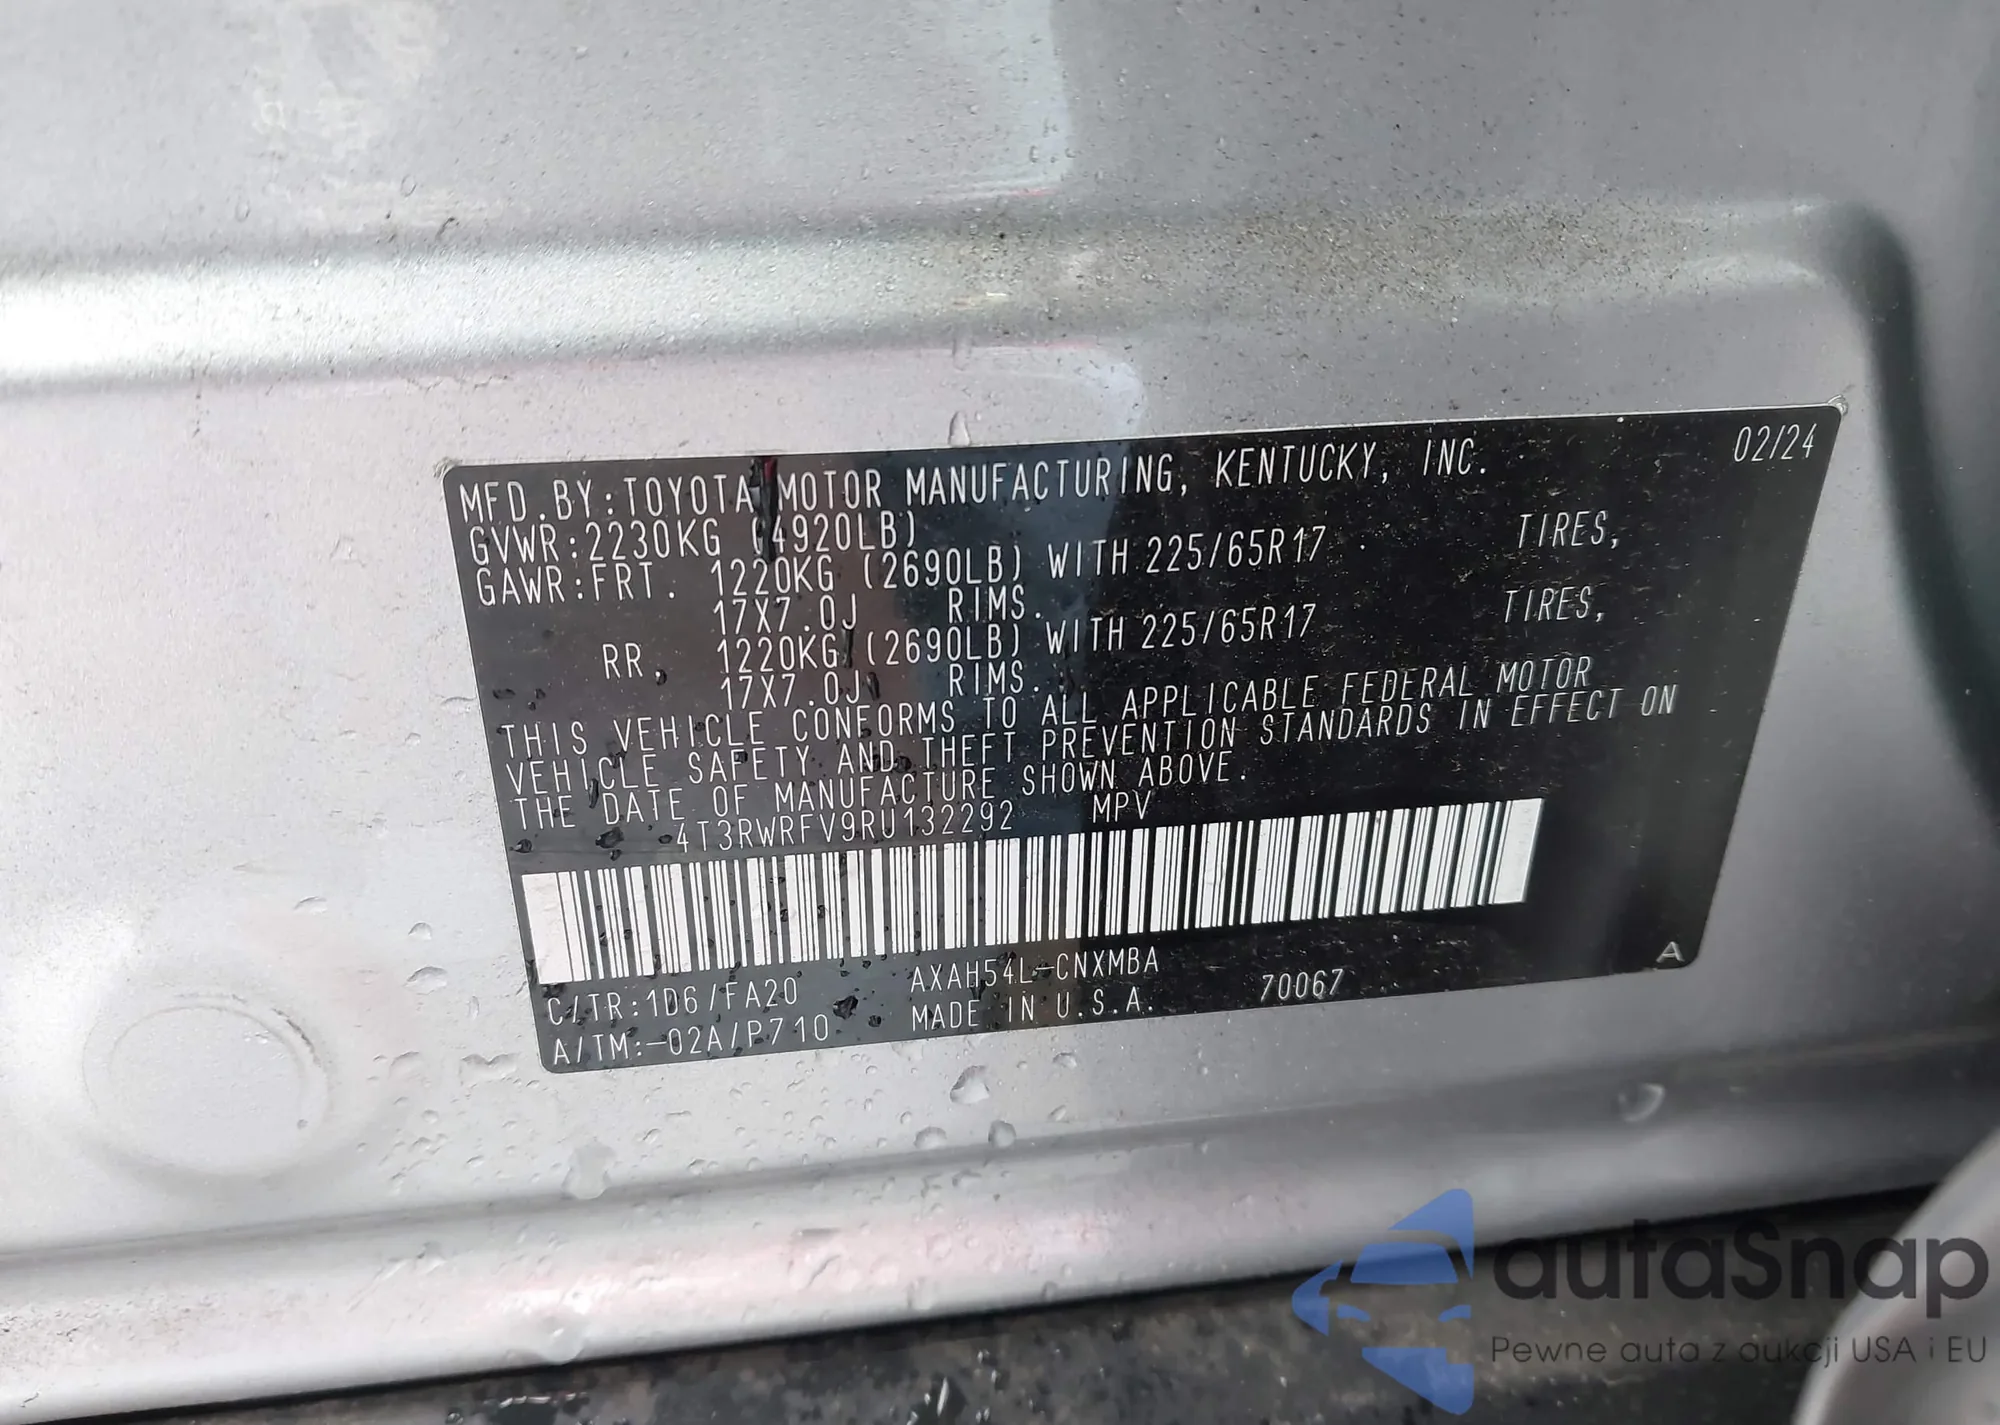 MFD. BY: TOYOTA MOTOR MANUFACTURING, KENTUCKY, INC. 02/24
GVWR: 2230KG (4920LB)
GAWR: FRT. 1220KG (2690LB) WITH 225/65R17 TIRES,
17X7.0J RIMS.
RR. 1220KG (2690LB) WITH 225/65R17 TIRES,
17X7.0J RIMS.
THIS VEHICLE CONFORMS TO ALL APPLICABLE FEDERAL MOTOR
VEHICLE SAFETY AND THEFT PREVENTION STANDARDS IN EFFECT ON
THE DATE OF MANUFACTURE SHOWN ABOVE.
4T3RWRFV9RU132292 MPV
C/TR: 1D6/FA20 AXAH54L-CNXMBA A
A/TM: -02A/P710 MADE IN U.S.A. 70067
autaSnap
Pewne auta z aukcji USA i EU